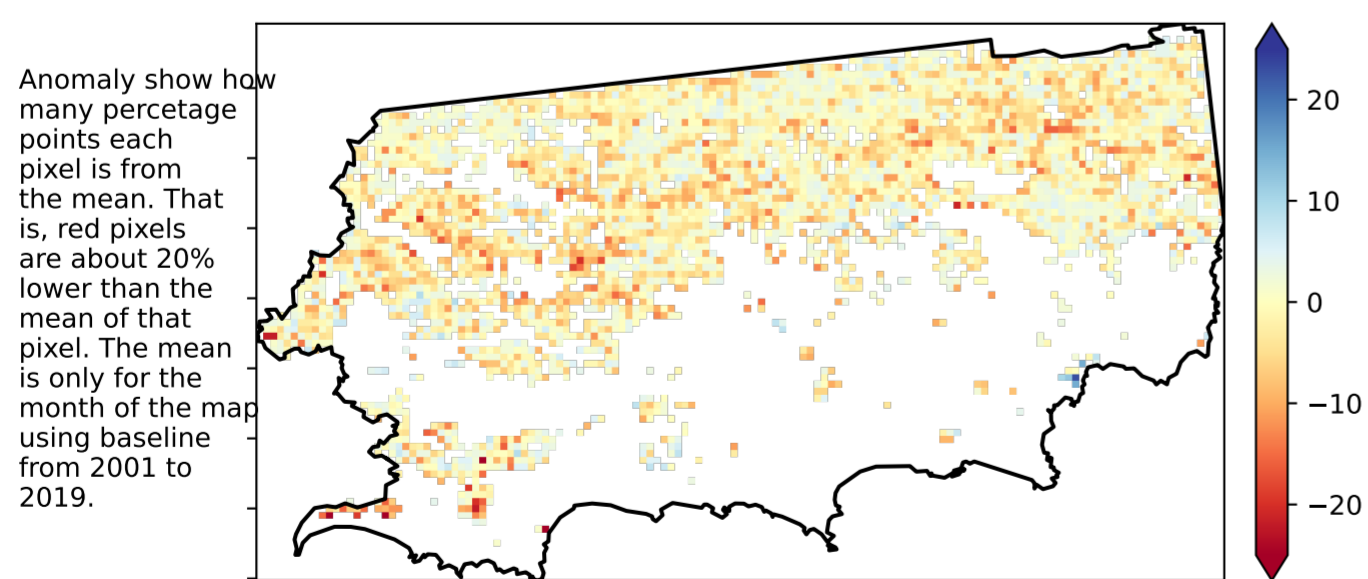 Anomaly show how
many percetage
points each
pixel is from
the mean. That
is, red pixels
are about 20%
lower than the
mean of that
pixel. The mean
is only for the
month of the map
using baseline
from 2001 to
2019.
20
10
0
−10
−20